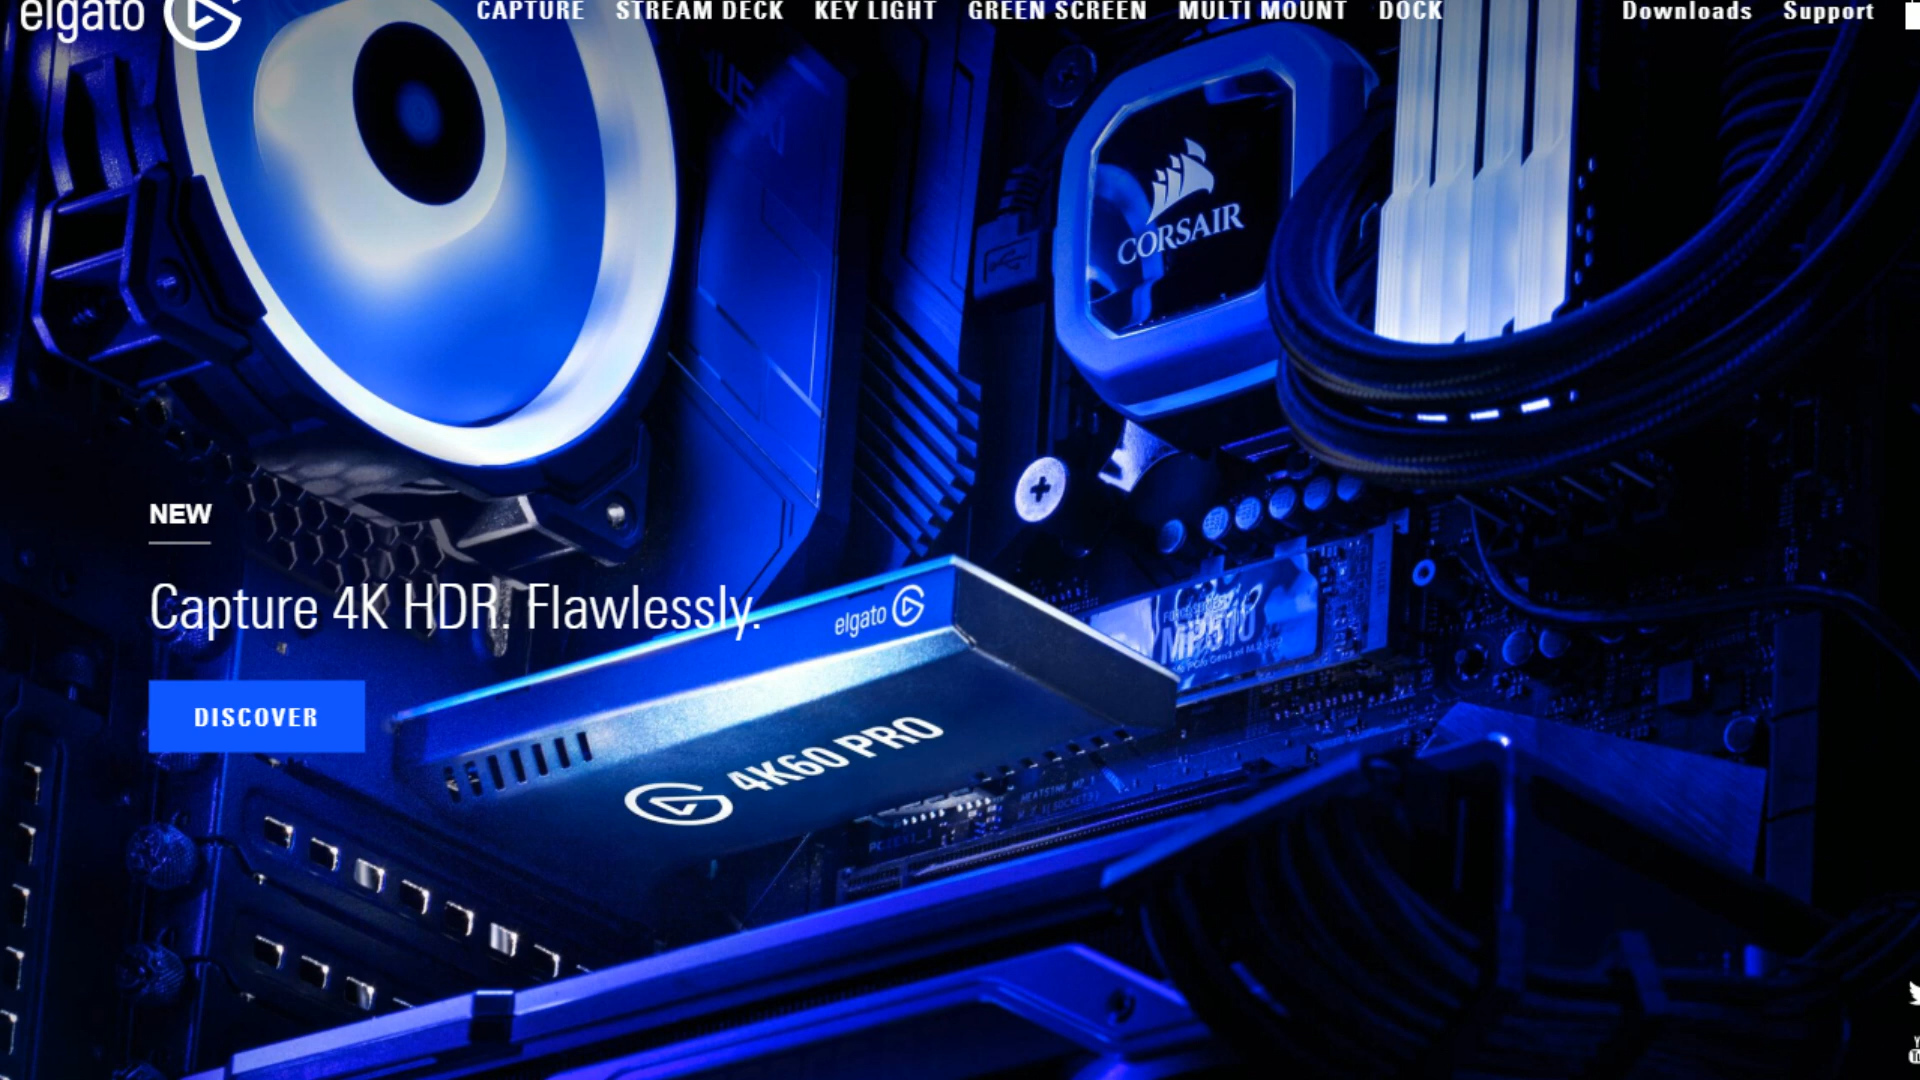 elgato
CAPTURE STREAM DECK KEY LIGHT GREEN SCREEN MULTI MOUNT DOCK
Downloads Support
CORSAIR
NEW
Capture 4K HDR. Flawlessly.
DISCOVER
elgato
MP510
4K60 PRO